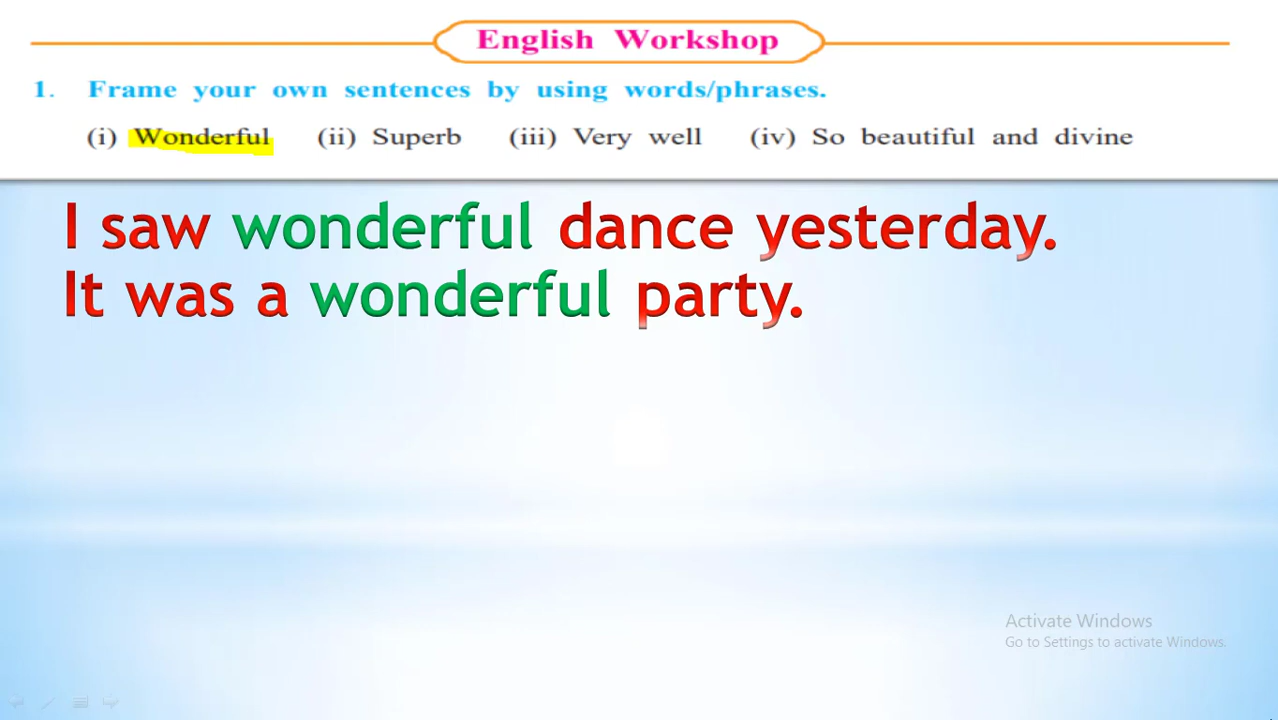 English Workshop
1. Frame your own sentences by using words/phrases.
(i) Wonderful (ii) Superb (iii) Very well (iv) So beautiful and divine
I saw wonderful dance yesterday.
It was a wonderful party.
Activate Windows
Go to Settings to activate Windows.